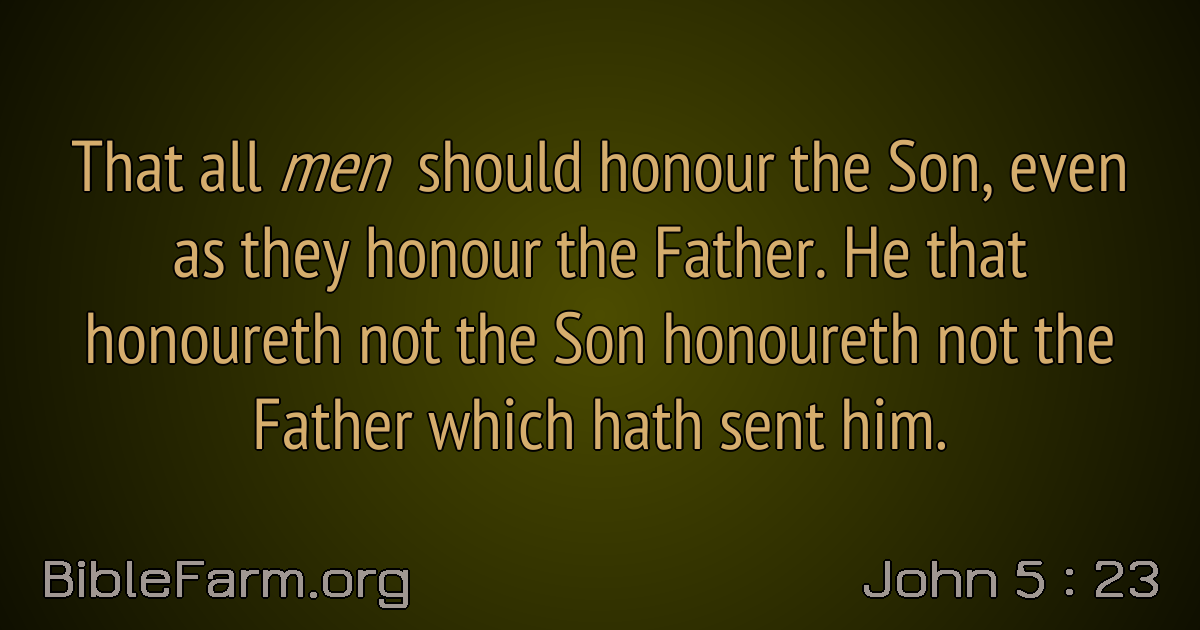 That all men should honour the Son, even
as they honour the Father. He that
honoureth not the Son honoureth not the
Father which hath sent him.
BibleFarm.org
John 5 : 23